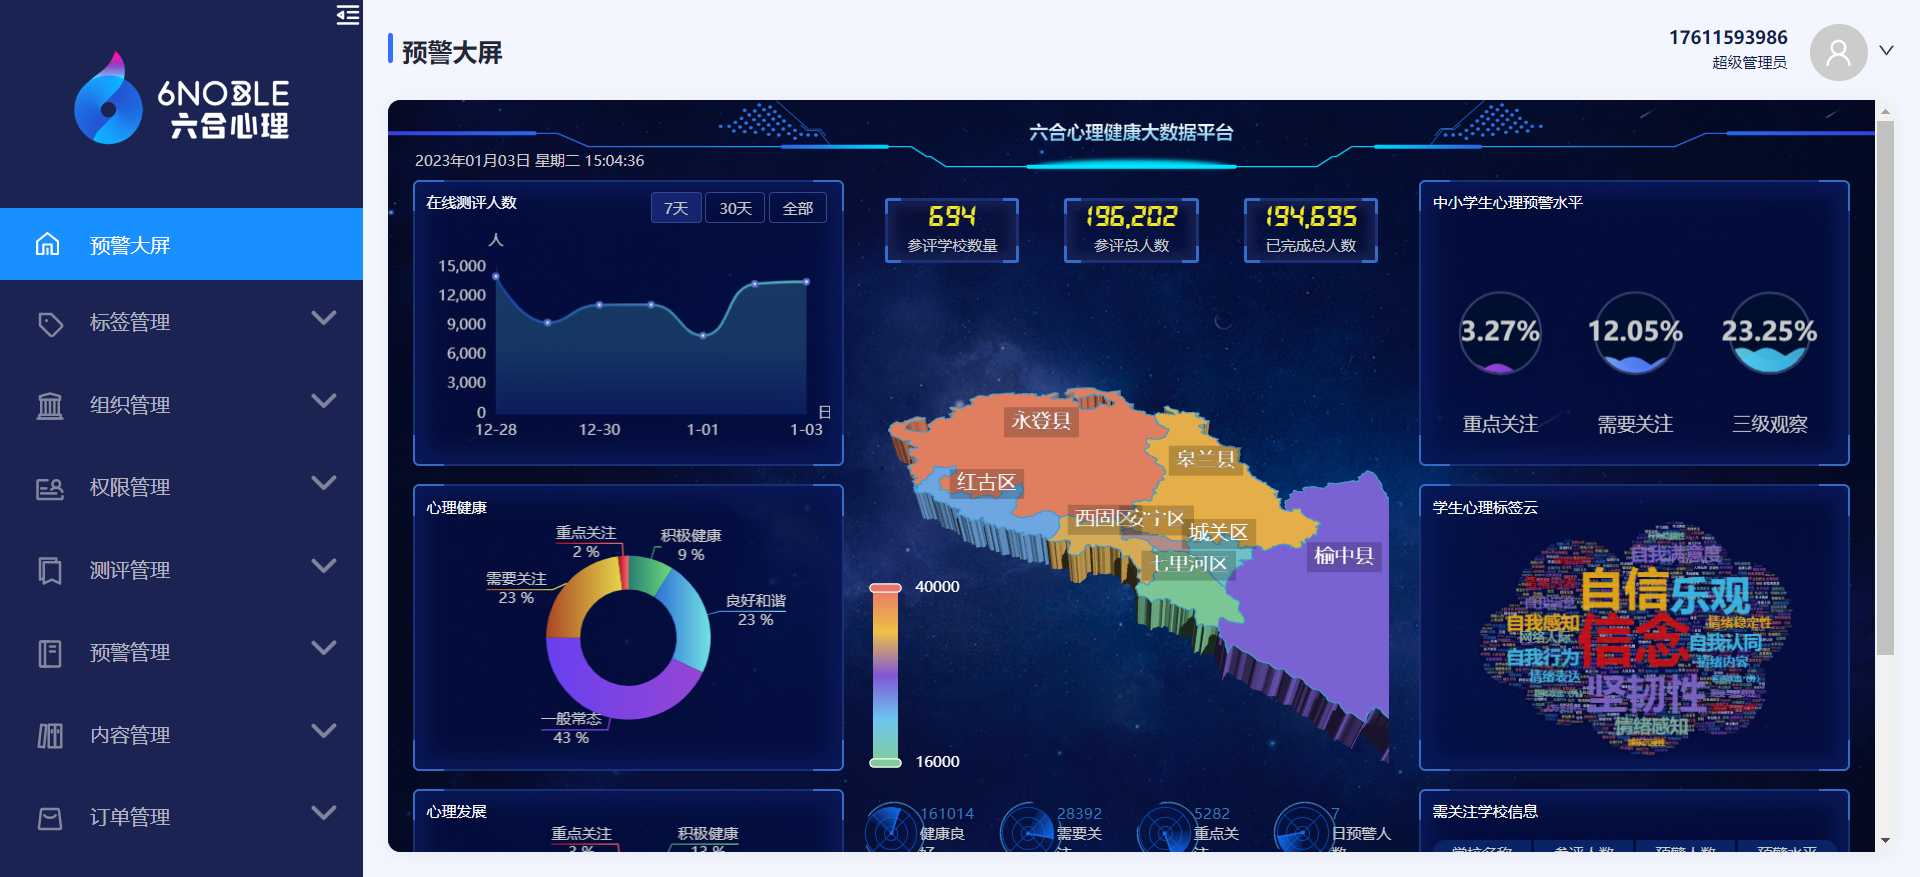 6NOBLE
六合心理
预警大屏
标签管理
组织管理
权限管理
测评管理
预警管理
内容管理
订单管理
预警大屏
17611593986
超级管理员
六合心理健康大数据平台
2023年01月03日 星期二 15:04:36
在线测评人数
7天
30天
全部
人
15,000
12,000
9,000
6,000
3,000
0
日
12-28
12-30
1-01
1-03
心理健康
重点关注
2 %
积极健康
9 %
需要关注
23 %
良好和谐
23 %
一般常态
43 %
心理发展
重点关注
积极健康
694
参评学校数量
196,202
参评总人数
194,695
已完成总人数
永登县
皋兰县
红古区
西固区
安宁区
城关区
七里河区
榆中县
40000
16000
161014
健康良好
28392
需要关注
5282
重点关注
7
日预警人数
中小学生心理预警水平
3.27%
12.05%
23.25%
重点关注
需要关注
三级观察
学生心理标签云
自我满意度
自信
乐观
自我感知
网络人际
信念
情绪稳定性
自我认同
自我行为
情绪内容
情绪表达
坚韧性
情绪感知
需关注学校信息
学校名称
参评人数
预警人数
预警水平